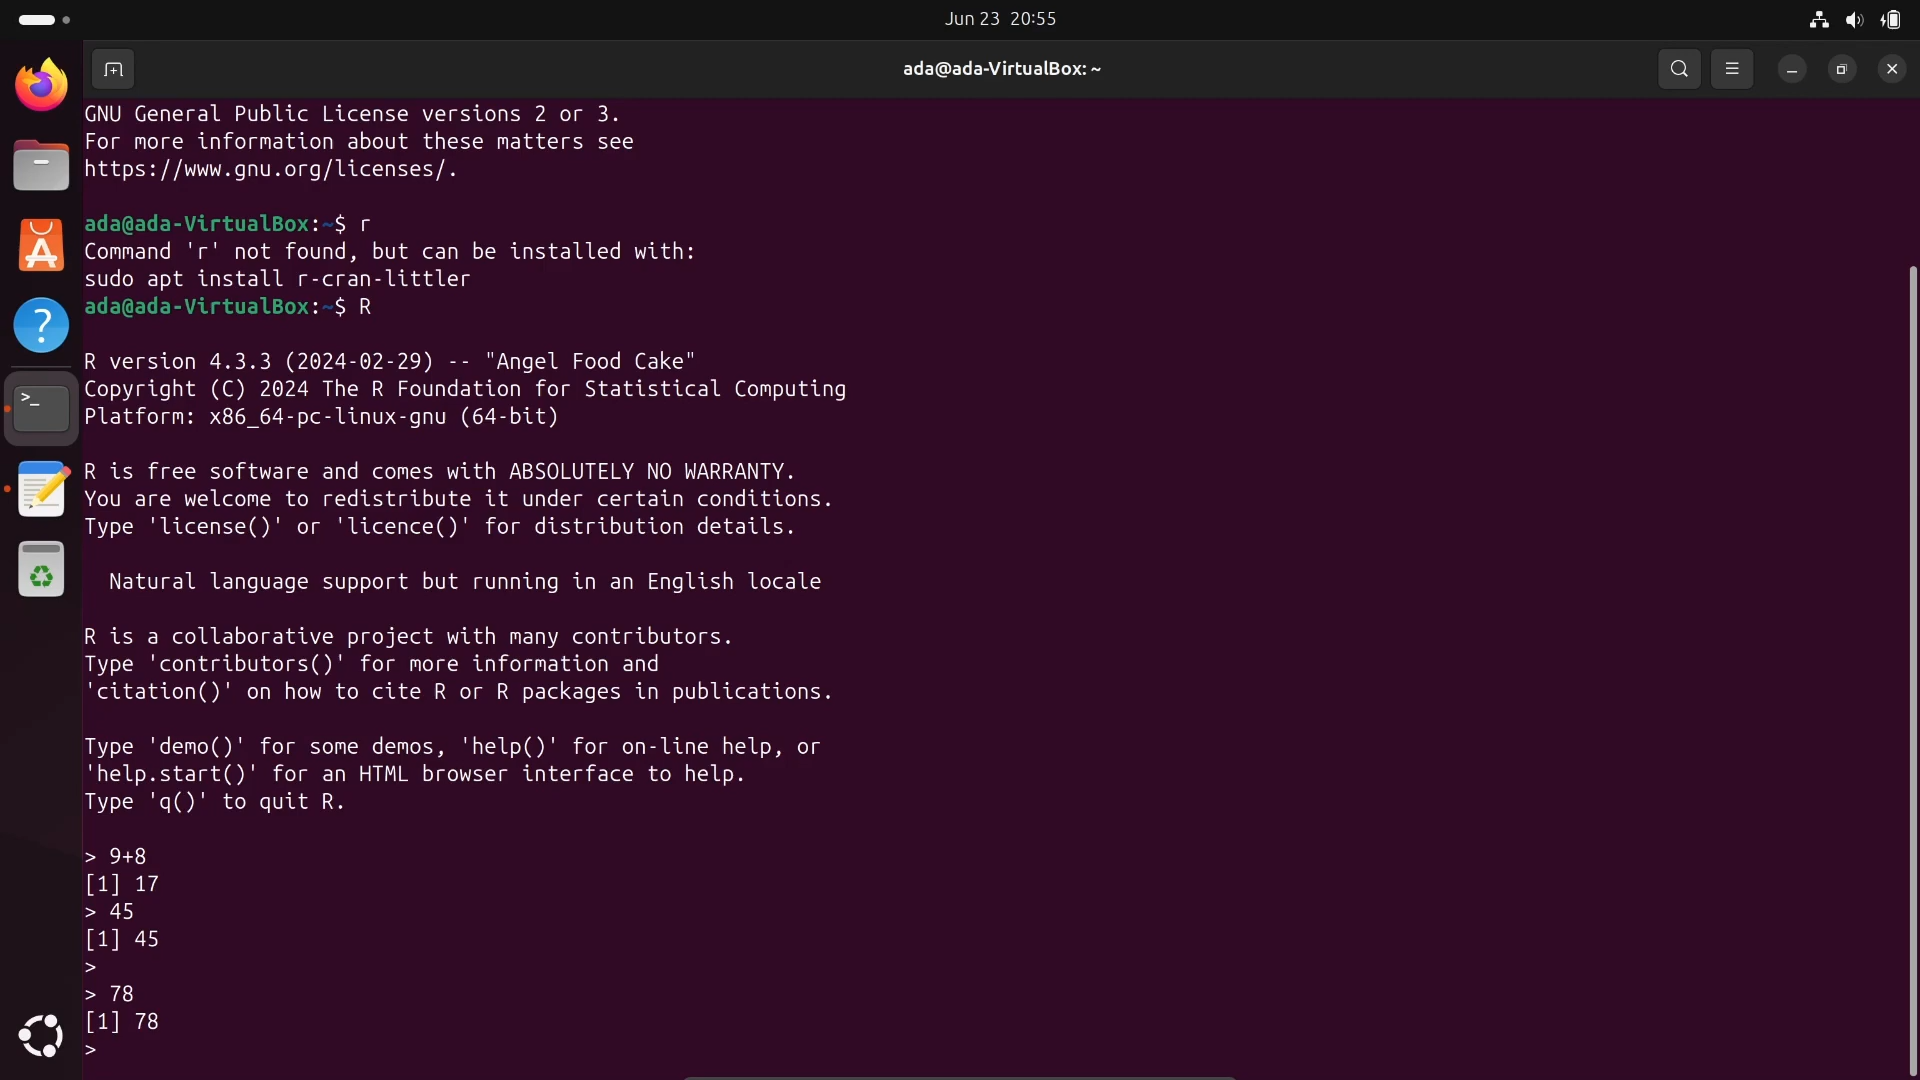 Jun 23 20:55
ada@ada-VirtualBox: ~
GNU General Public License versions 2 or 3.
For more information about these matters see
https://www.gnu.org/licenses/.
ada@ada-VirtualBox:~$ r
Command 'r' not found, but can be installed with:
sudo apt install r-cran-littler
ada@ada-VirtualBox:~$ R
R version 4.3.3 (2024-02-29) -- "Angel Food Cake"
Copyright (C) 2024 The R Foundation for Statistical Computing
Platform: x86_64-pc-linux-gnu (64-bit)
R is free software and comes with ABSOLUTELY NO WARRANTY.
You are welcome to redistribute it under certain conditions.
Type 'license()' or 'licence()' for distribution details.
Natural language support but running in an English locale
R is a collaborative project with many contributors.
Type 'contributors()' for more information and
'citation()' on how to cite R or R packages in publications.
Type 'demo()' for some demos, 'help()' for on-line help, or
'help.start()' for an HTML browser interface to help.
Type 'q()' to quit R.
> 9+8
[1] 17
> 45
[1] 45
>
> 78
[1] 78
>